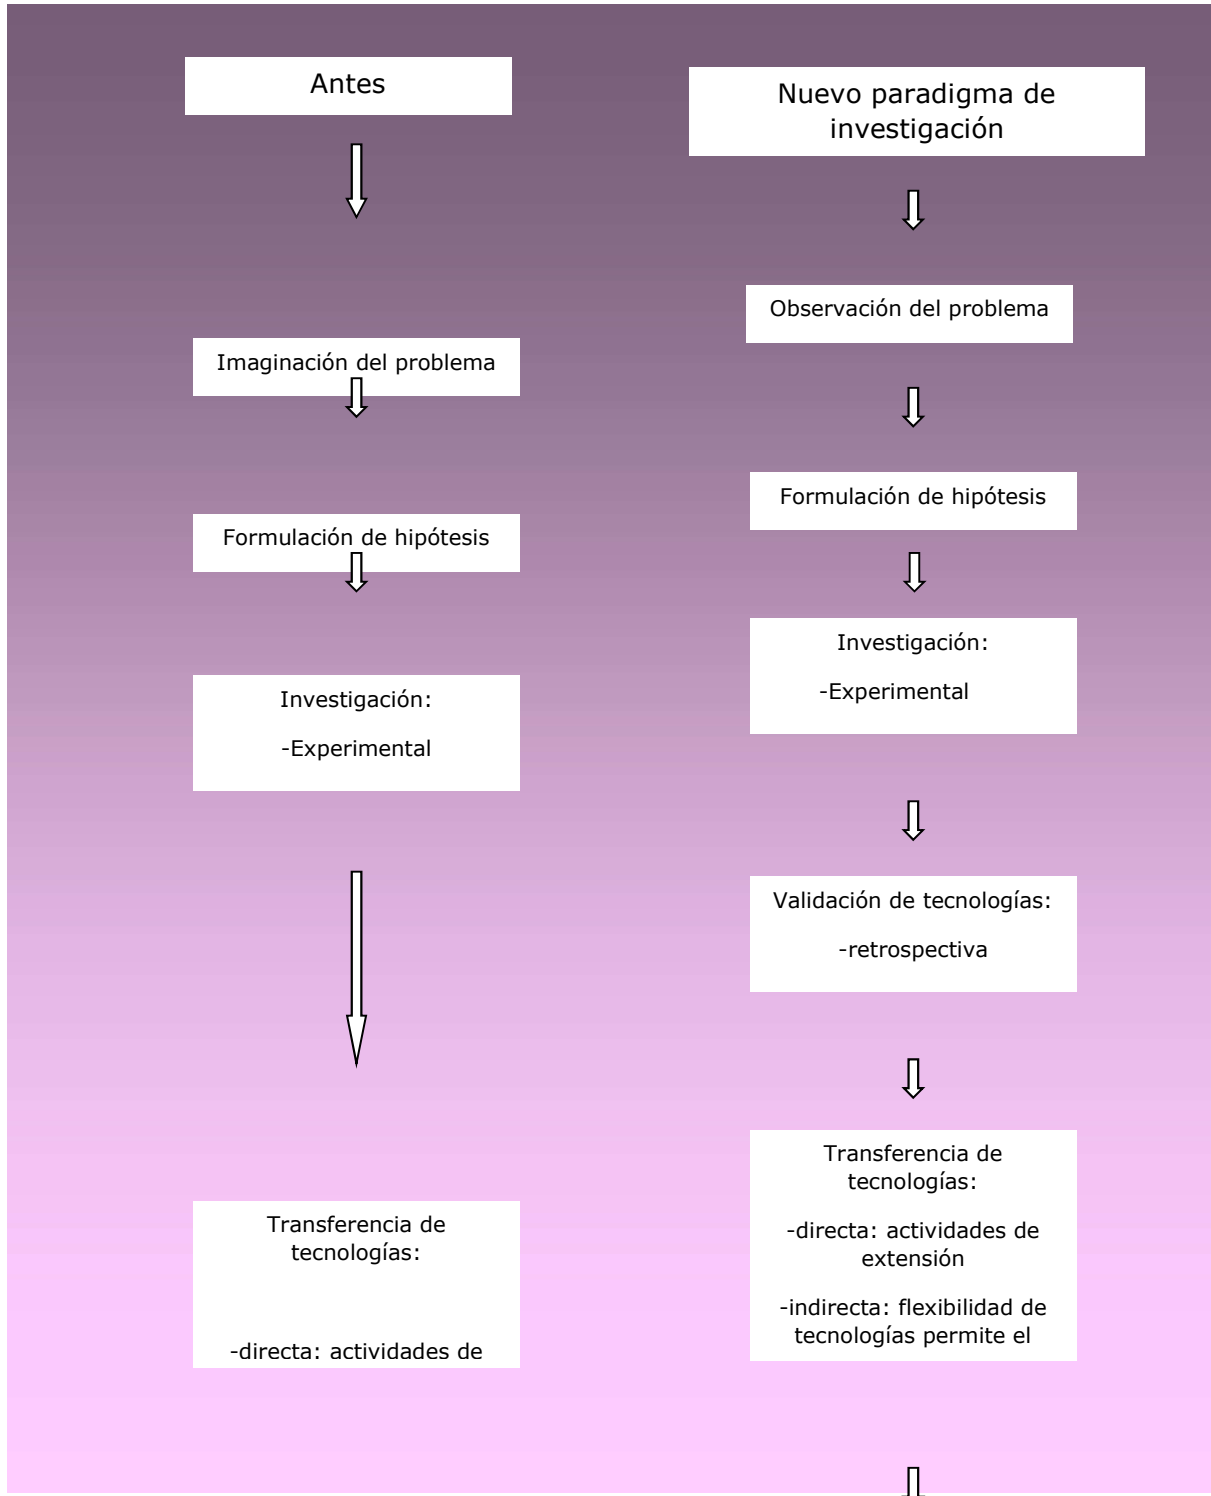 Antes
Imaginación del problema
Formulación de hipótesis
Investigación:
-Experimental
Transferencia de
tecnologías:
-directa: actividades de
Nuevo paradigma de
investigación
Observación del problema
Formulación de hipótesis
Investigación:
-Experimental
Validación de tecnologías:
-retrospectiva
Transferencia de
tecnologías:
-directa: actividades de
extensión
-indirecta: flexibilidad de
tecnologías permite el